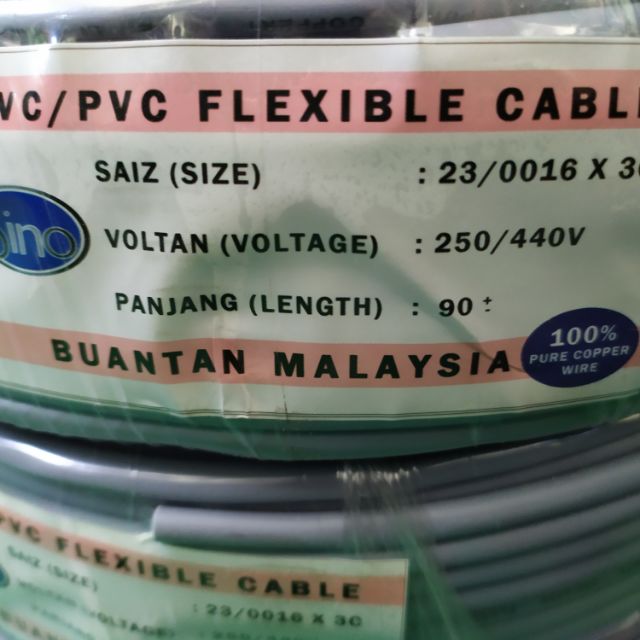 VC/PVC FLEXIBLE CABLE
SAIZ (SIZE) : 23/0016 X 3C
VOLTAN (VOLTAGE) : 250/440V
PANJANG (LENGTH) : 90 ±
BUANTAN MALAYSIA
100%
PURE COPPER
WIRE
PVC FLEXIBLE CABLE
SAIZ (SIZE) : 23/0016 X 3C